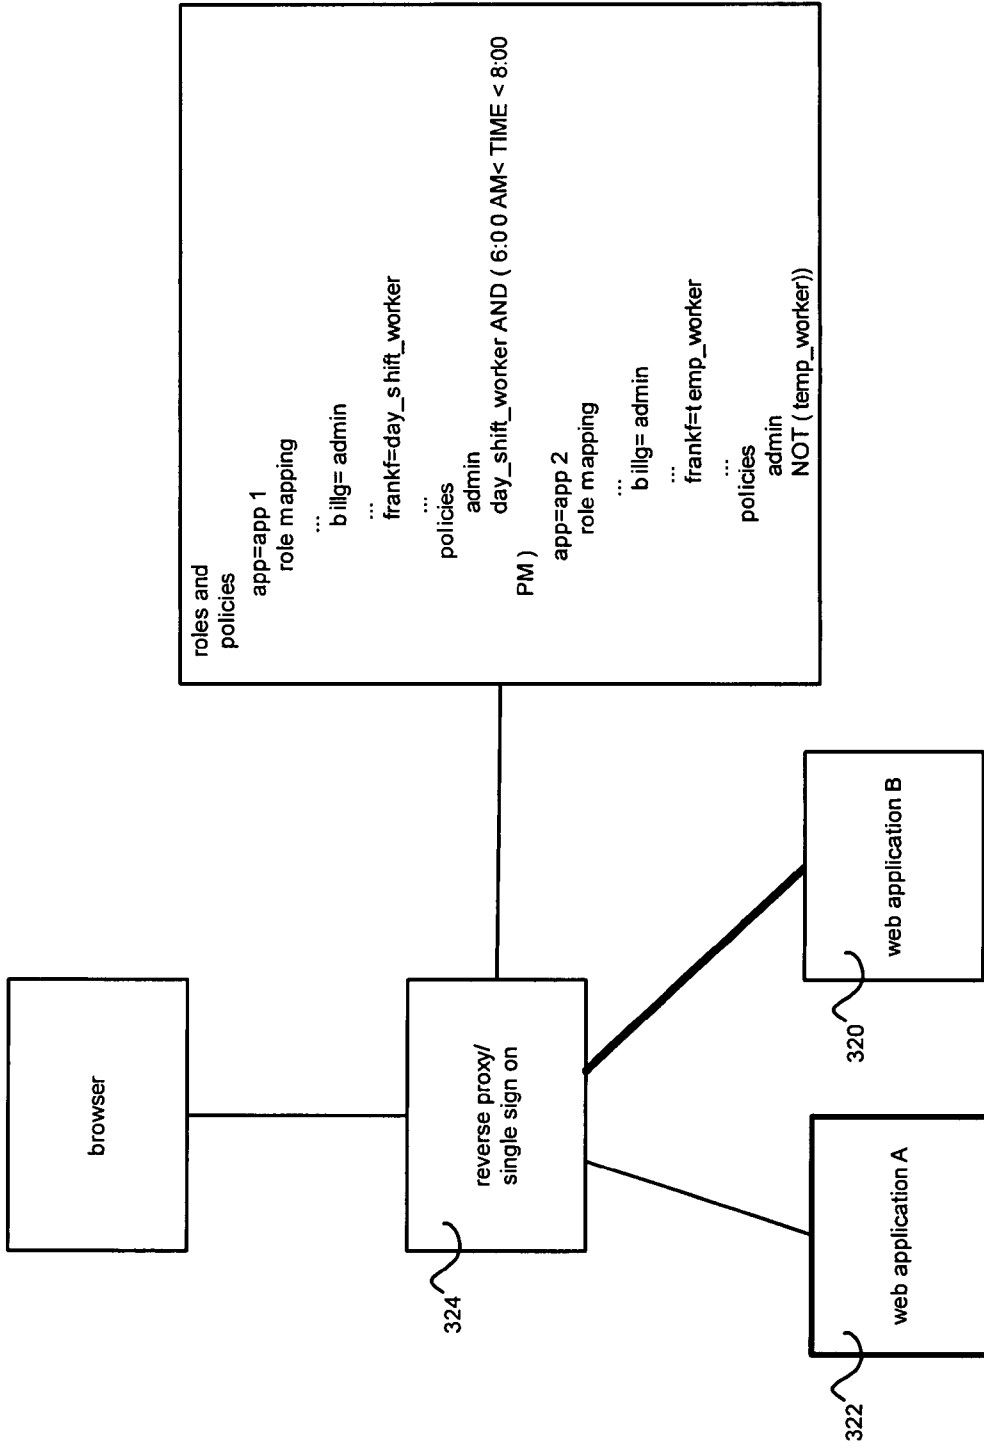 browser
reverse proxy/
single sign on
324
web application A
322
web application B
320
roles and
policies
app=app 1
role mapping
...
billg= admin
...
frankf=day_shift_worker
...
policies
admin
day_shift_worker AND ( 6:00 AM< TIME < 8:00
PM )
app=app 2
role mapping
...
billg= admin
...
frankf=temp_worker
...
policies
admin
NOT ( temp_worker))